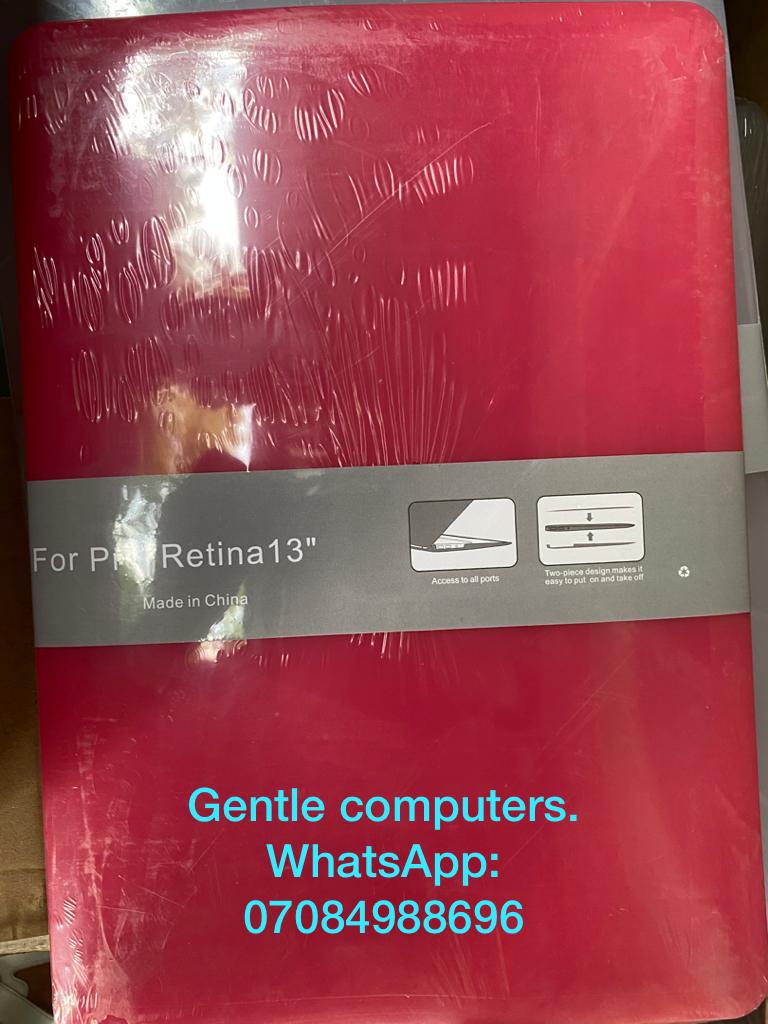 For Pro Retina13"
Made in China
Access to all ports
Two-piece design makes it
easy to put on and take off
Gentle computers.
WhatsApp:
07084988696